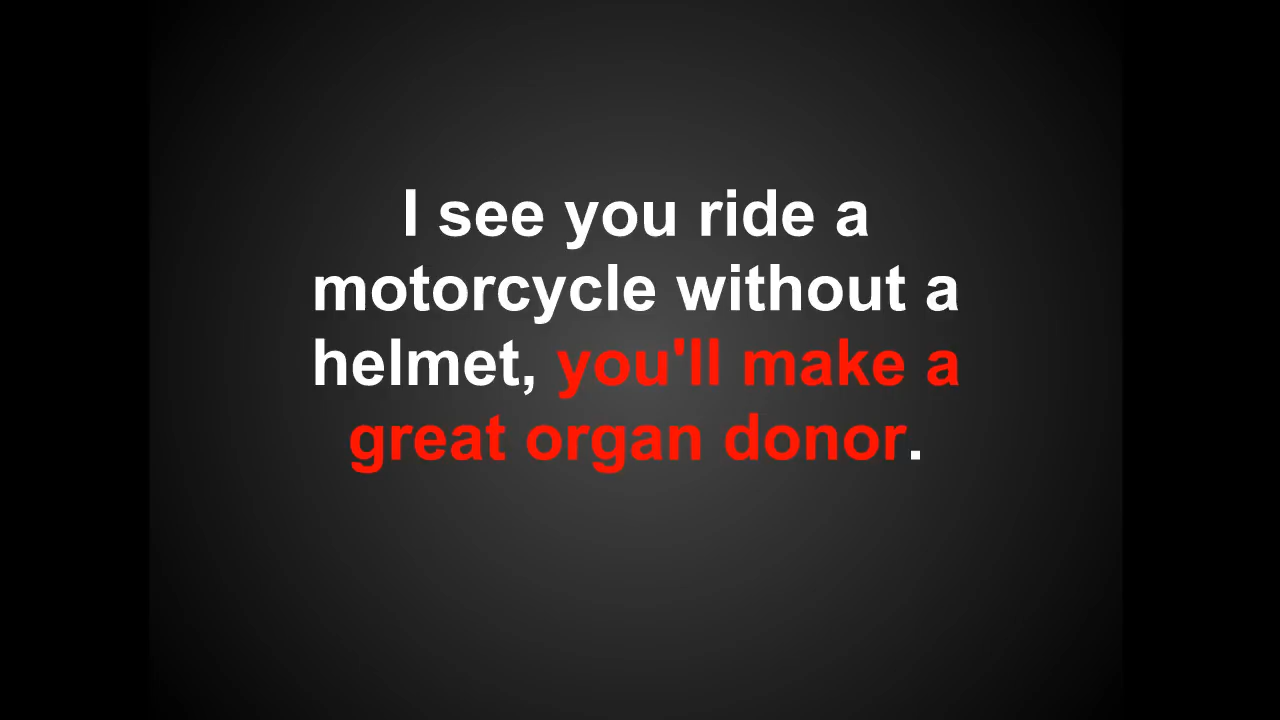 I see you ride a
motorcycle without a
helmet, you'll make a
great organ donor.